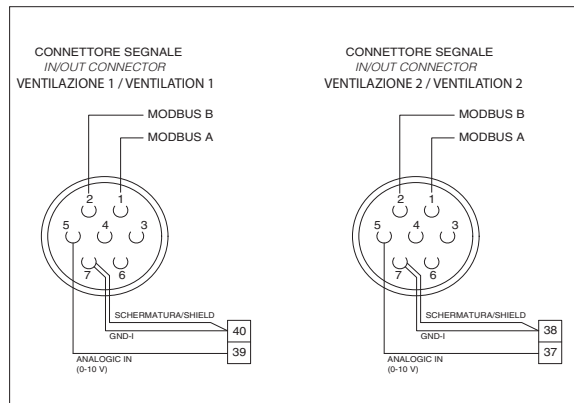 CONNETTORE SEGNALE
IN/OUT CONNECTOR
VENTILAZIONE 1 / VENTILATION 1
MODBUS B
MODBUS A
2
1
5
4
3
7
6
SCHERMATURA/SHIELD
40
GND-I
39
ANALOGIC IN
(0-10 V)
CONNETTORE SEGNALE
IN/OUT CONNECTOR
VENTILAZIONE 2 / VENTILATION 2
MODBUS B
MODBUS A
2
1
5
4
3
7
6
SCHERMATURA/SHIELD
38
GND-I
37
ANALOGIC IN
(0-10 V)